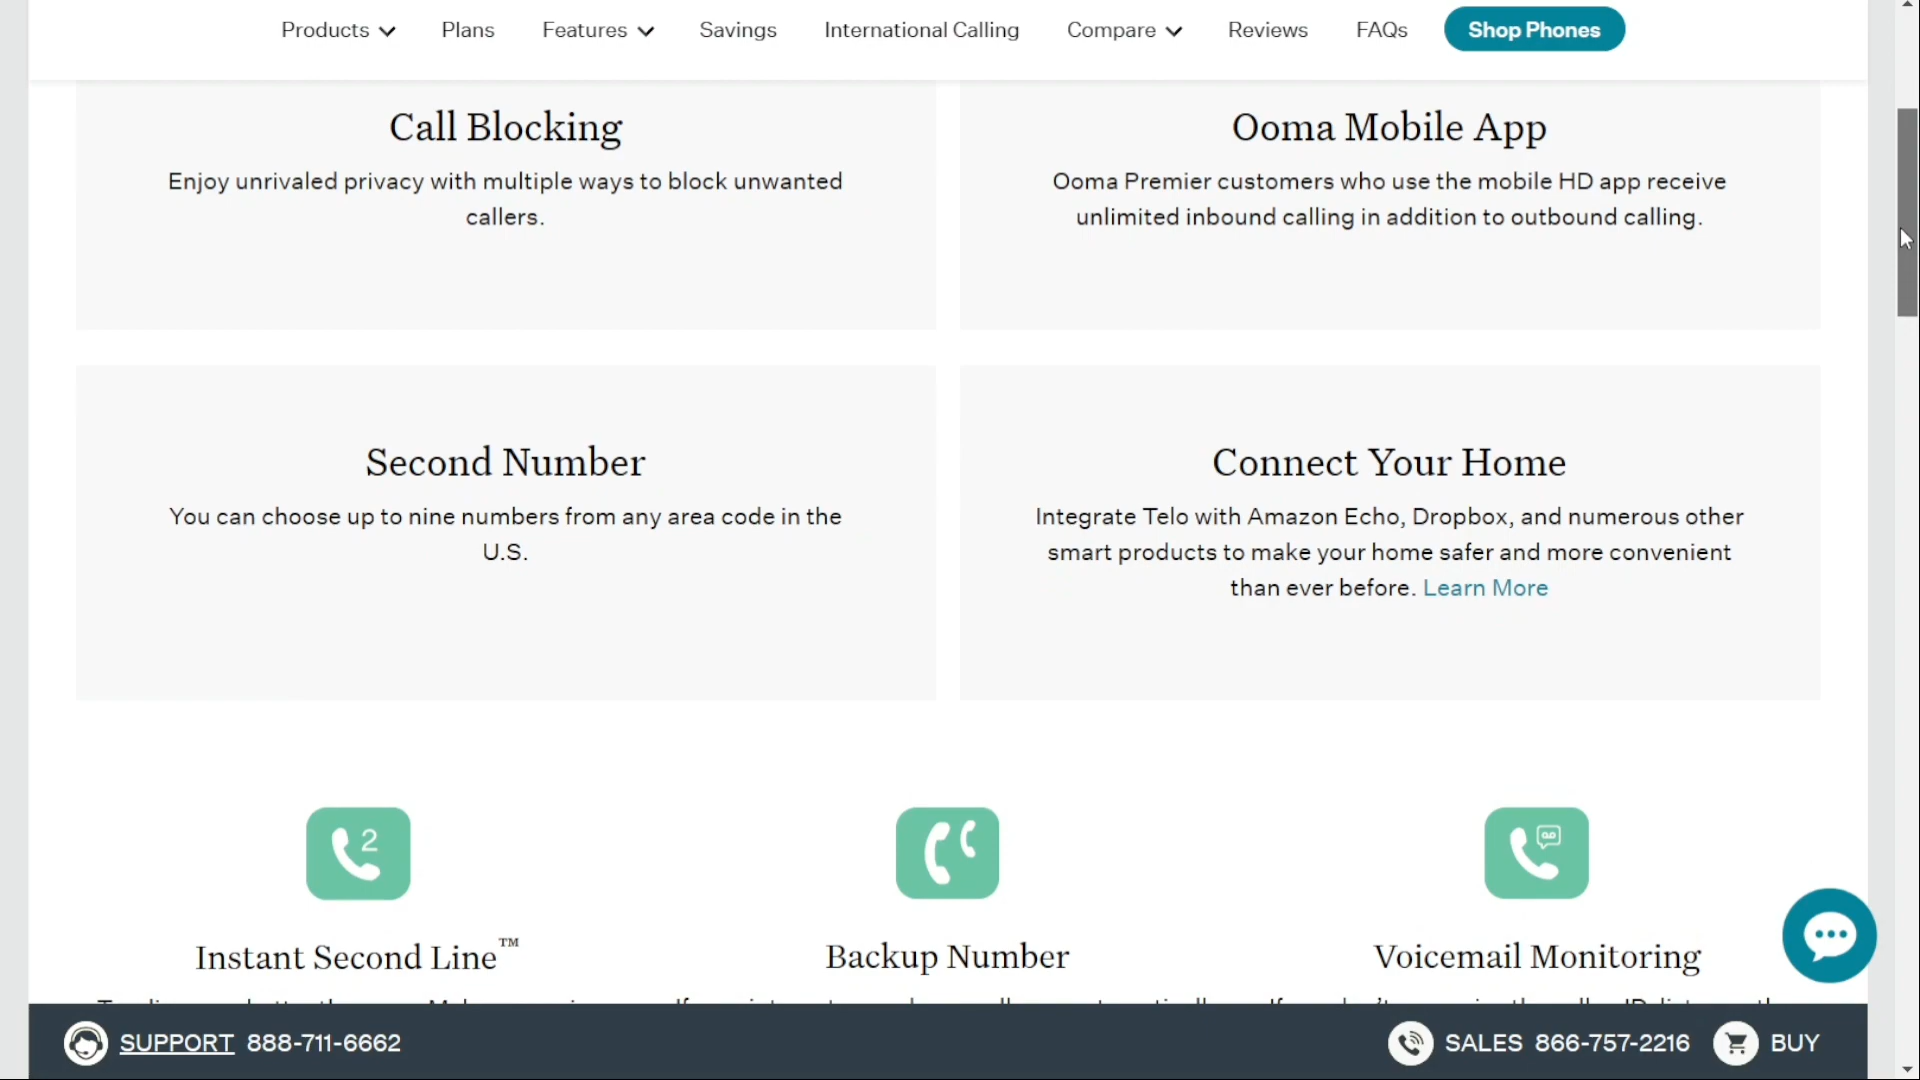 Products
Plans
Features
Savings
International Calling
Compare
Reviews
FAQs
Shop Phones
Call Blocking
Enjoy unrivaled privacy with multiple ways to block unwanted
callers.
Ooma Mobile App
Ooma Premier customers who use the mobile HD app receive
unlimited inbound calling in addition to outbound calling.
Second Number
You can choose up to nine numbers from any area code in the
U.S.
Connect Your Home
Integrate Telo with Amazon Echo, Dropbox, and numerous other
smart products to make your home safer and more convenient
than ever before. Learn More
2
Instant Second Line™
Backup Number
Voicemail Monitoring
SUPPORT 888-711-6662
SALES 866-757-2216
BUY